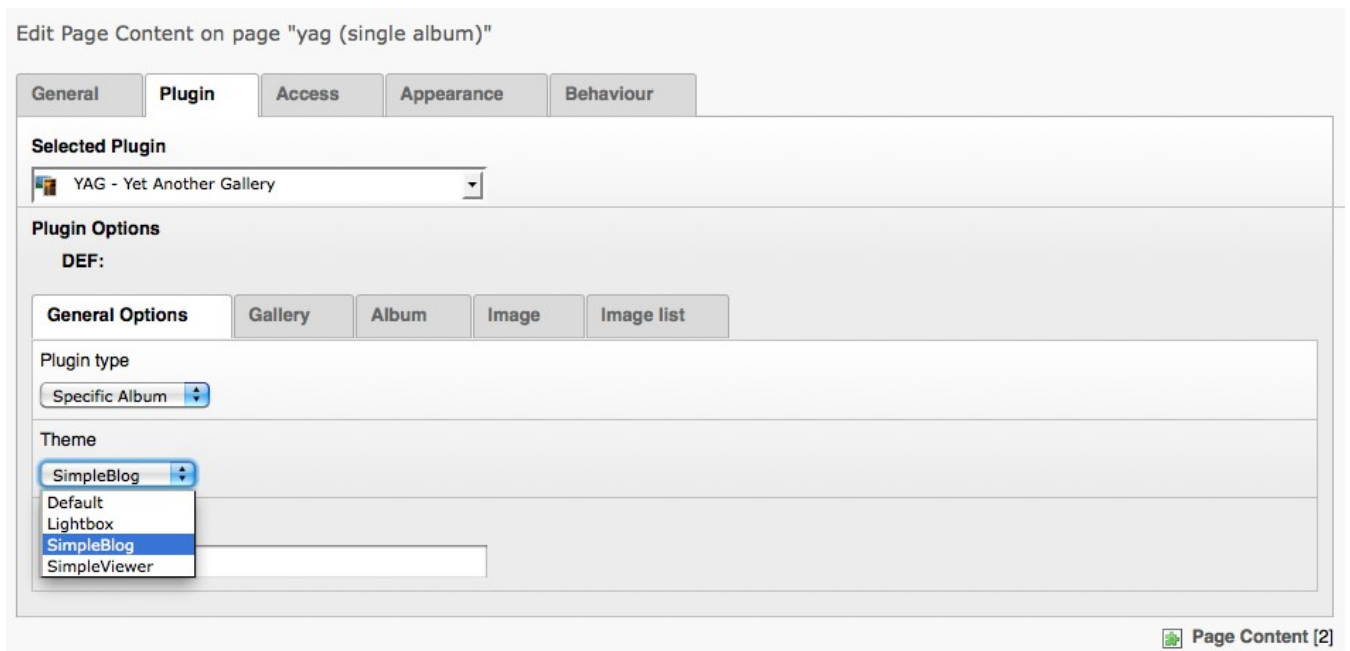 Edit Page Content on page "yag (single album)"
General Plugin Access Appearance Behaviour
Selected Plugin
YAG - Yet Another Gallery
Plugin Options
DEF:
General Options Gallery Album Image Image list
Plugin type
Specific Album
Theme
SimpleBlog
Default
Lightbox
SimpleBlog
SimpleViewer
Page Content [2]